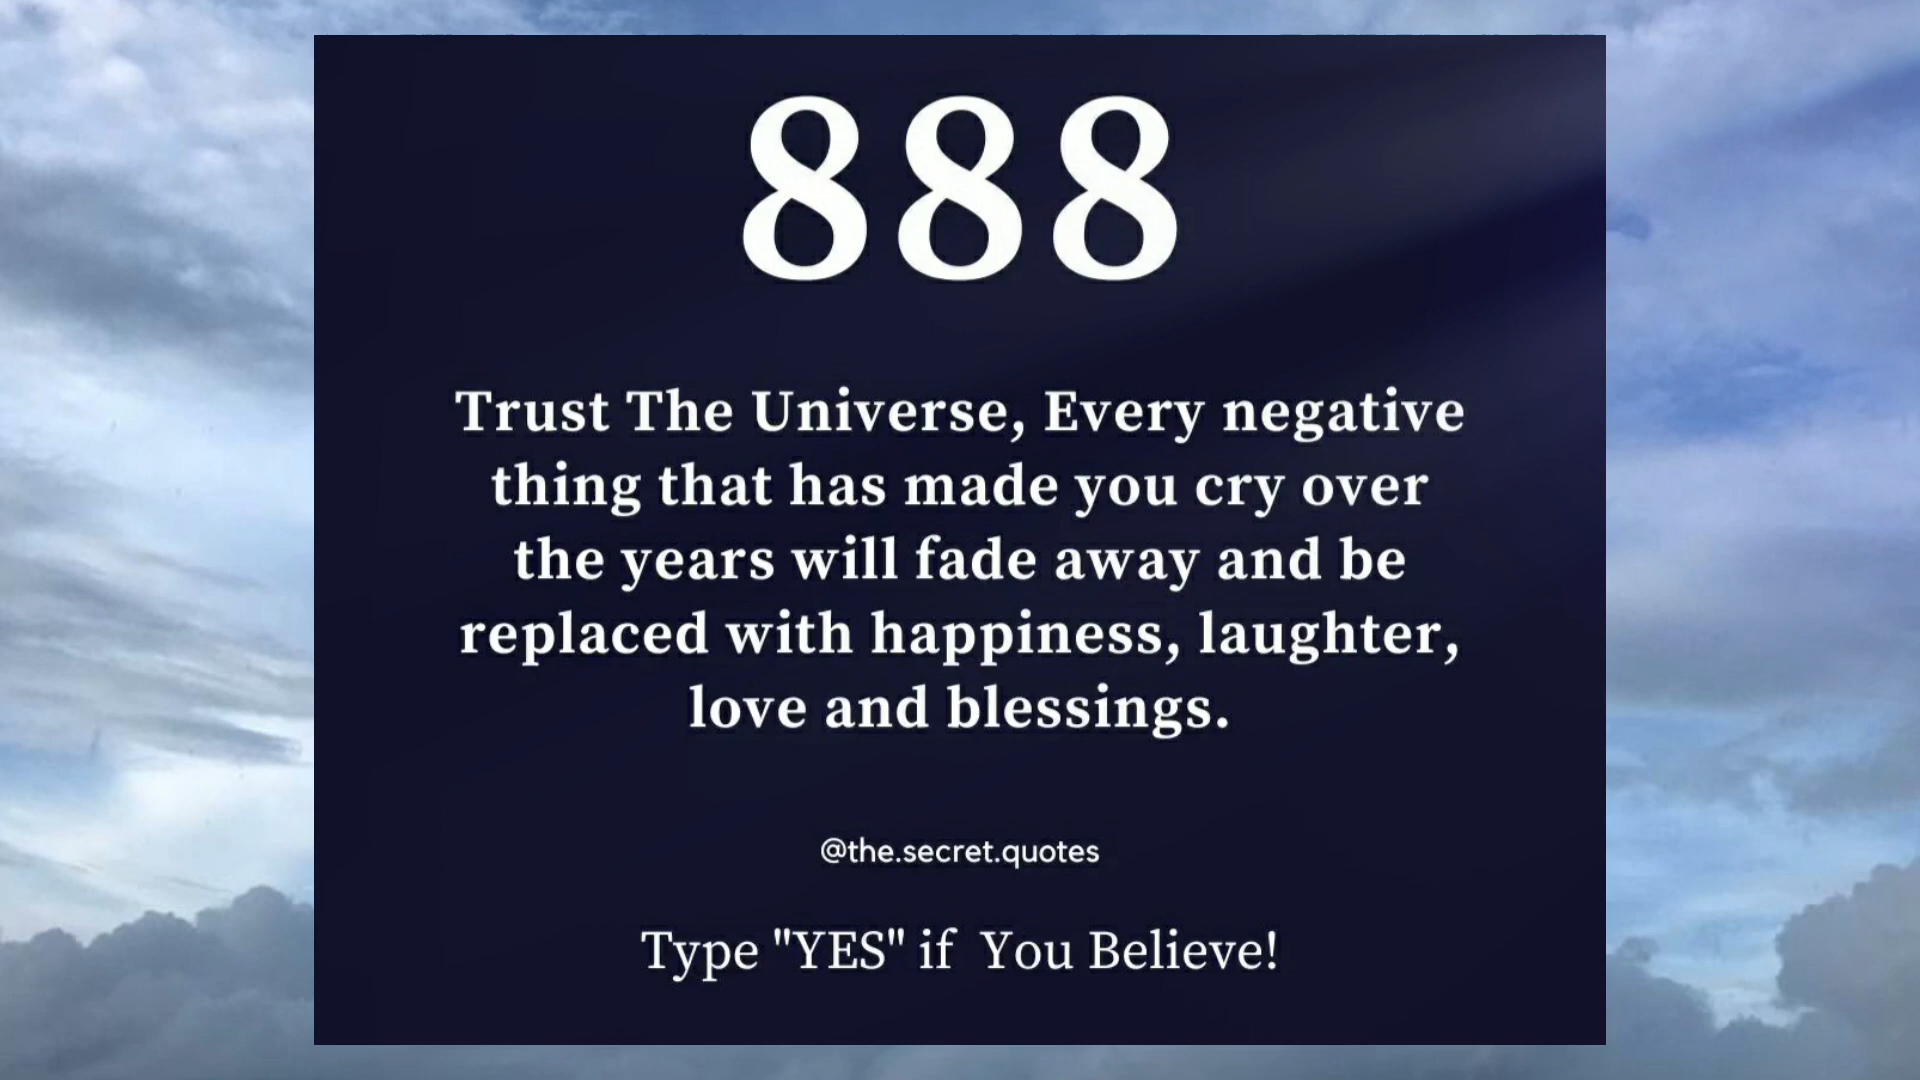 888
Trust The Universe, Every negative
thing that has made you cry over
the years will fade away and be
replaced with happiness, laughter,
love and blessings.
@the.secret.quotes
Type "YES" if  You Believe!